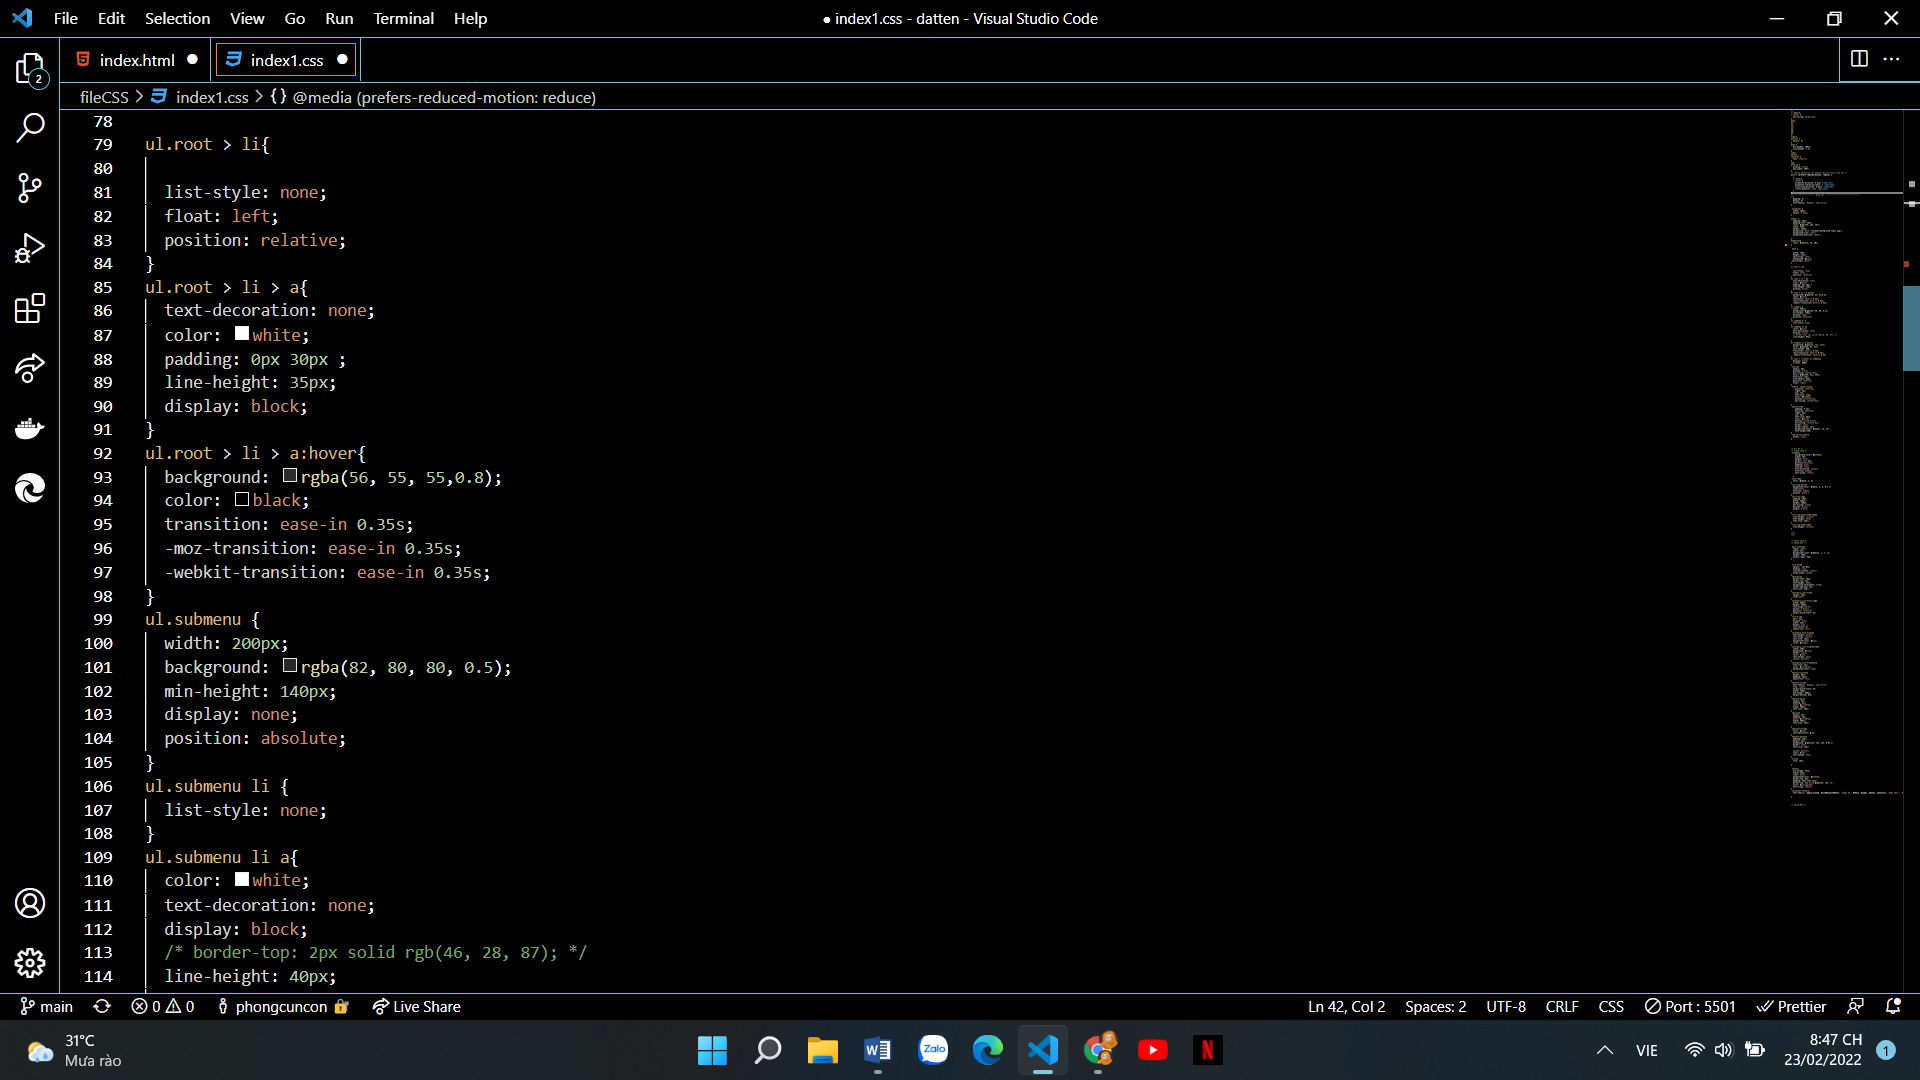 File Edit Selection View Go Run Terminal Help
● index1.css - datten - Visual Studio Code
index.html ●
index1.css ●
fileCSS > index1.css > {} @media (prefers-reduced-motion: reduce)
2
78
79 ul.root > li{
80
81 list-style: none;
82 float: left;
83 position: relative;
84 }
85 ul.root > li > a{
86 text-decoration: none;
87 color: white;
88 padding: 0px 30px ;
89 line-height: 35px;
90 display: block;
91 }
92 ul.root > li > a:hover{
93 background: rgba(56, 55, 55,0.8);
94 color: black;
95 transition: ease-in 0.35s;
96 -moz-transition: ease-in 0.35s;
97 -webkit-transition: ease-in 0.35s;
98 }
99 ul.submenu {
100 width: 200px;
101 background: rgba(82, 80, 80, 0.5);
102 min-height: 140px;
103 display: none;
104 position: absolute;
105 }
106 ul.submenu li {
107 list-style: none;
108 }
109 ul.submenu li a{
110 color: white;
111 text-decoration: none;
112 display: block;
113 /* border-top: 2px solid rgb(46, 28, 87); */
114 line-height: 40px;
main 0 0 phongcuncon Live Share Ln 42, Col 2 Spaces: 2 UTF-8 CRLF CSS Port : 5501 Prettier
31°C
Mưa rào
W
Zalo
N
VIE
8:47 CH
23/02/2022
1